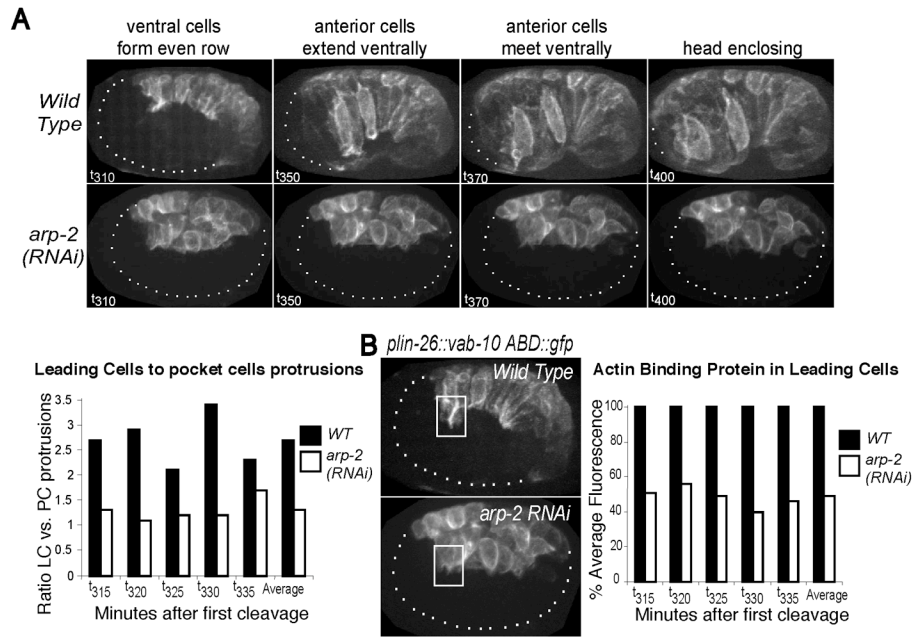 A
ventral cells
form even row
anterior cells
extend ventrally
anterior cells
meet ventrally
head enclosing
Wild
Type
t310
t350
t370
t400
arp-2
(RNAi)
t310
t350
t370
t400
Leading Cells to pocket cells protrusions
Ratio LC vs. PC protrusions
3.5
3
2.5
2
1.5
1
0.5
0
WT
arp-2
(RNAi)
t315
t320
t325
t330
t335
Average
Minutes after first cleavage
B
plin-26::vab-10 ABD::gfp
Wild Type
arp-2 RNAi
Actin Binding Protein in Leading Cells
% Average Fluorescence
100
80
60
40
20
0
WT
arp-2
(RNAi)
t315
t320
t325
t330
t335
Average
Minutes after first cleavage